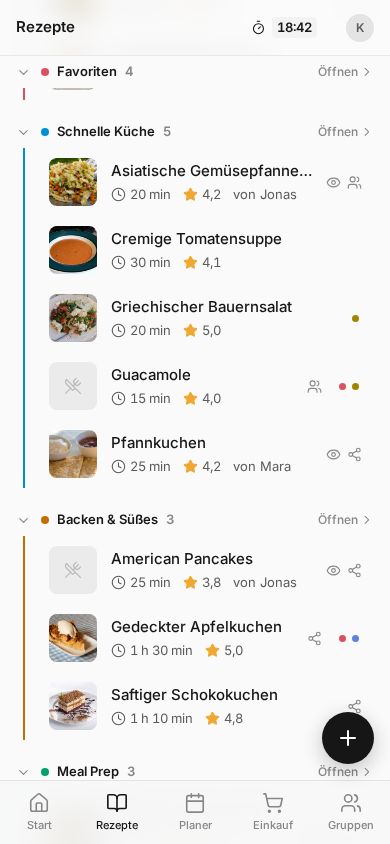 Rezepte 18:42 K
Favoriten 4 Öffnen
Schnelle Küche 5 Öffnen
Asiatische Gemüsepfanne...
20 min 4,2 von Jonas
Cremige Tomatensuppe
30 min 4,1
Griechischer Bauernsalat
20 min 5,0
Guacamole
15 min 4,0
Pfannkuchen
25 min 4,2 von Mara
Backen & Süßes 3 Öffnen
American Pancakes
25 min 3,8 von Jonas
Gedeckter Apfelkuchen
1 h 30 min 5,0
Saftiger Schokokuchen
1 h 10 min 4,8
Meal Prep 3 Öffnen
Start Rezepte Planer Einkauf Gruppen